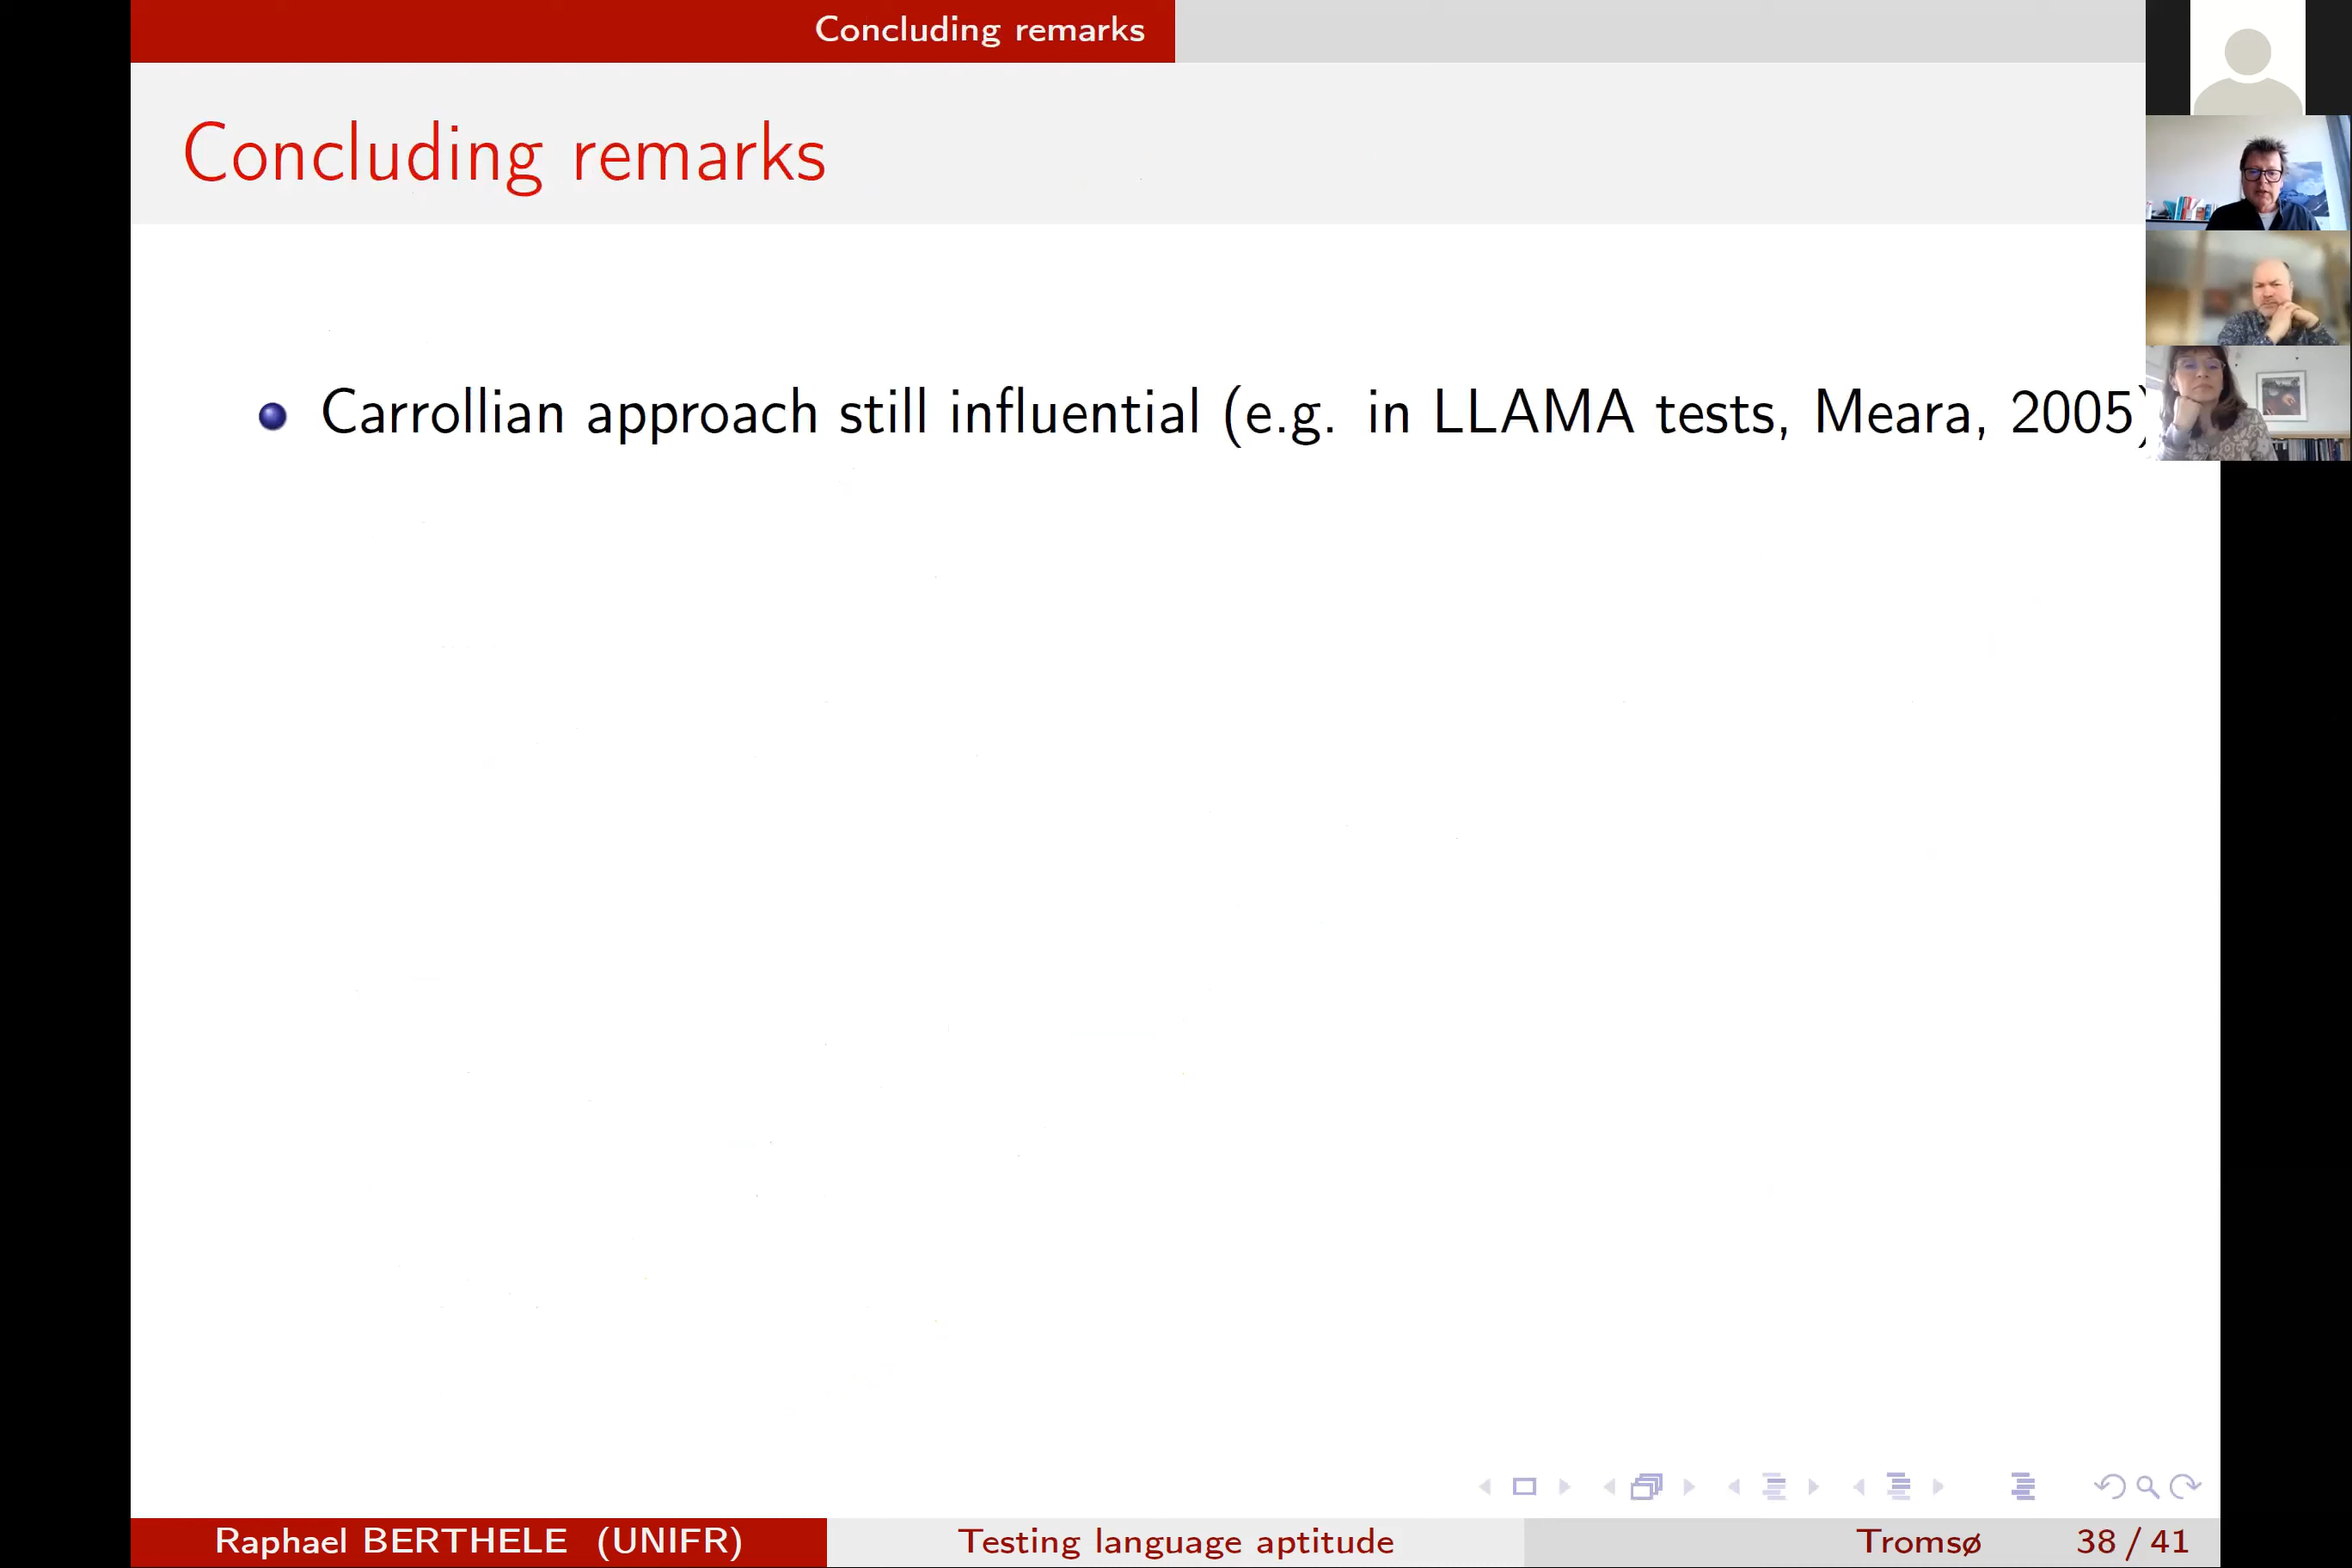 Concluding remarks
Concluding remarks
Carrollian approach still influential (e.g. in LLAMA tests, Meara, 2005)
Raphael BERTHELE (UNIFR) Testing language aptitude Tromsø 38 / 41